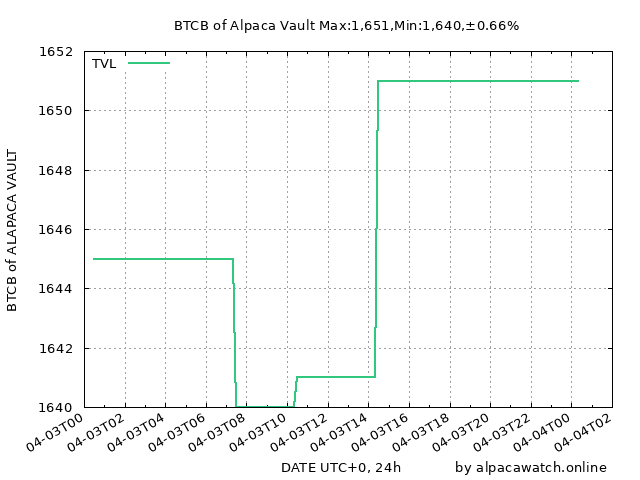 BTCB of Alpaca Vault Max:1,651,Min:1,640,±0.66%
TVL
BTCB of ALAPACA VAULT
1652
1650
1648
1646
1644
1642
1640
04-03T00
04-03T02
04-03T04
04-03T06
04-03T08
04-03T10
04-03T12
04-03T14
04-03T16
04-03T18
04-03T20
04-03T22
04-04T00
04-04T02
DATE UTC+0, 24h
by alpacawatch.online